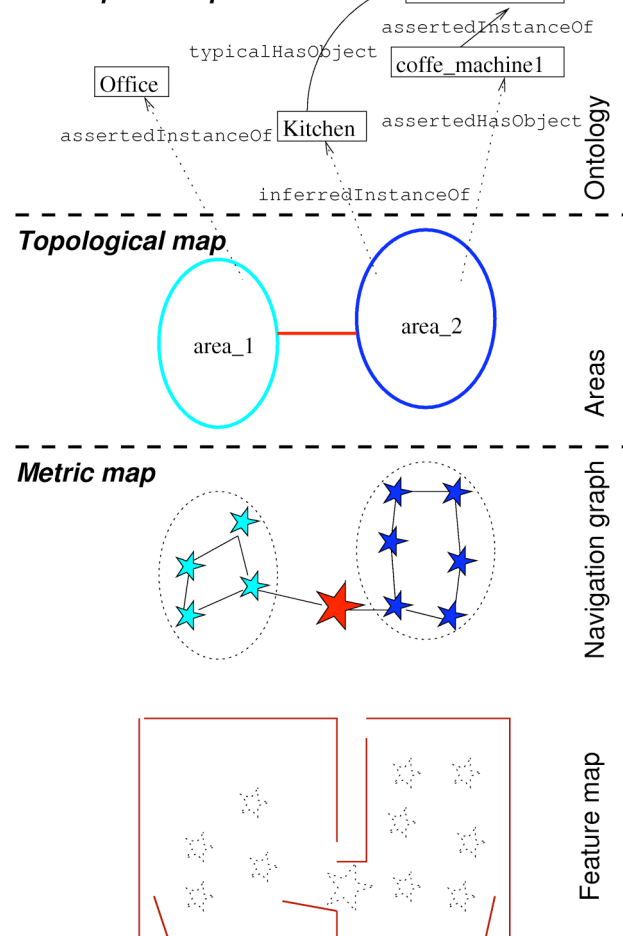 assertedInstanceOf
typicalHasObject
coffe_machine1
Office
Kitchen
assertedHasObject
assertedInstanceOf
inferredInstanceOf
Ontology
Topological map
area_1
area_2
Areas
Metric map
Navigation graph
Feature map